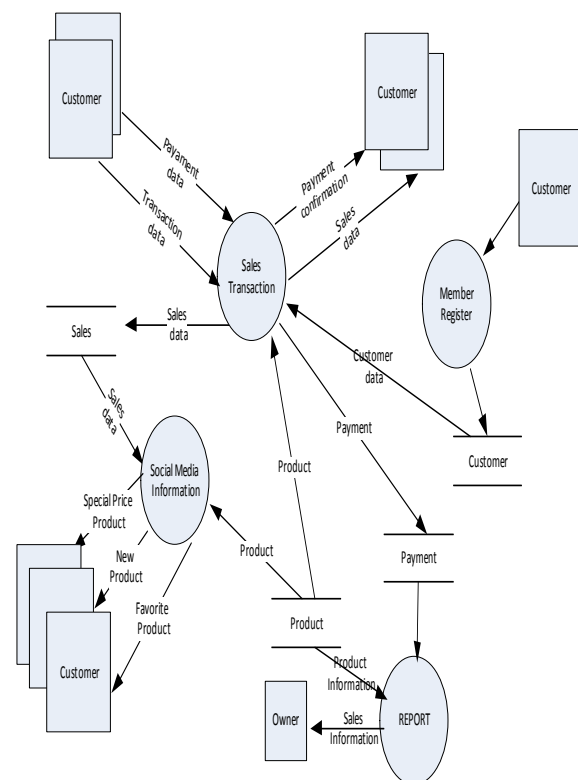 Customer
Customer
Payament
data
Payment
confirmation
Customer
Transaction
data
Sales
data
Sales
Transaction
Member
Register
Sales
data
Sales
Customer
data
Sales
data
Payment
Customer
Product
Social Media
Information
Special Price
Product
Product
New
Product
Payment
Favorite
Product
Product
Customer
Product
Information
Owner
Sales
Information
REPORT